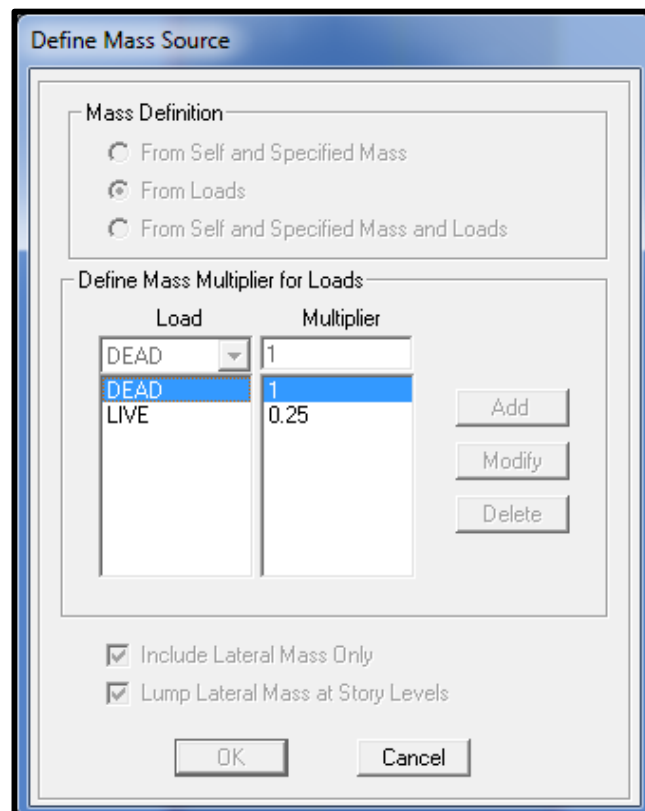 Define Mass Source
Mass Definition
From Self and Specified Mass
From Loads
From Self and Specified Mass and Loads
Define Mass Multiplier for Loads
Load Multiplier
DEAD 1
DEAD 1
LIVE 0.25
Add
Modify
Delete
Include Lateral Mass Only
Lump Lateral Mass at Story Levels
OK Cancel